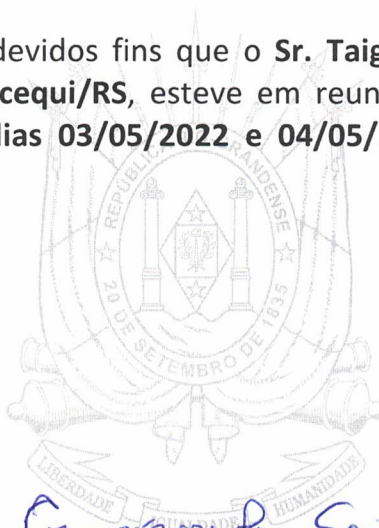 devidos fins que o Sr. Taig
cequi/RS, esteve em reun
dias 03/05/2022 e 04/05/
REPÚBLICA RIO-GRANDENSE
20 DE SETEMBRO DE 1835
LIBERDADE IGUALDADE HUMANIDADE